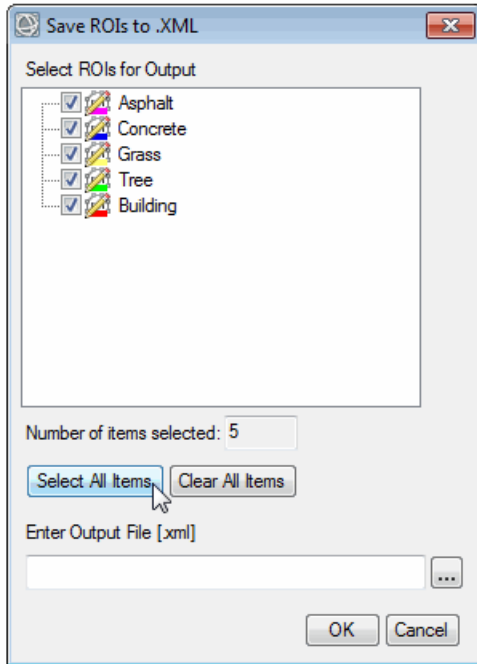 Save ROIs to .XML
Select ROIs for Output
Asphalt
Concrete
Grass
Tree
Building
Number of items selected: 5
Select All Items Clear All Items
Enter Output File [.xml]
...
OK Cancel